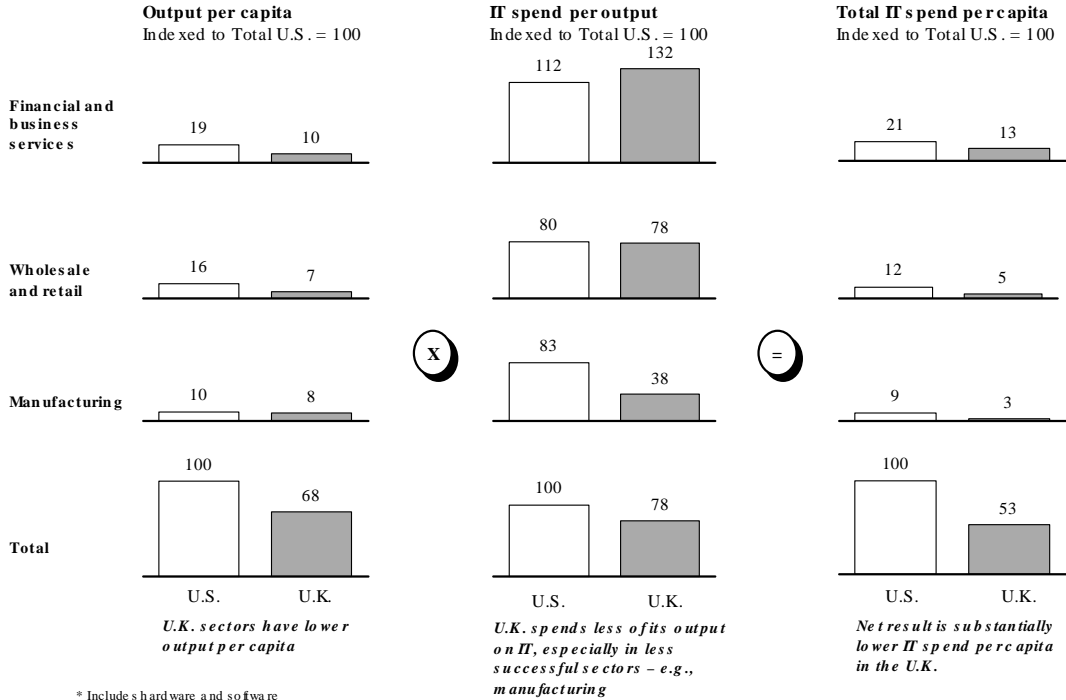 Output per capita
Indexed to Total U.S. = 100
IT spend per output
Indexed to Total U.S. = 100
Total IT spend per capita
Indexed to Total U.S. = 100
Financial and
business
services
19
10
112
132
21
13
Wholesale
and retail
16
7
80
78
12
5
X
=
Manufacturing
10
8
83
38
9
3
Total
100
68
100
78
100
53
U.S.
U.K.
U.S.
U.K.
U.S.
U.K.
U.K. sectors have lower
output per capita
U.K. spends less of its output
on IT, especially in less
successful sectors – e.g.,
manufacturing
Net result is substantially
lower IT spend per capita
in the U.K.
* Includes hardware and software